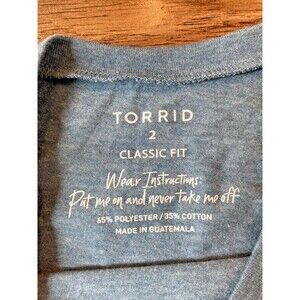 TORRID
2
CLASSIC FIT
Wear Instructions:
Put me on and never take me off
65% POLYESTER / 35% COTTON
MADE IN GUATEMALA